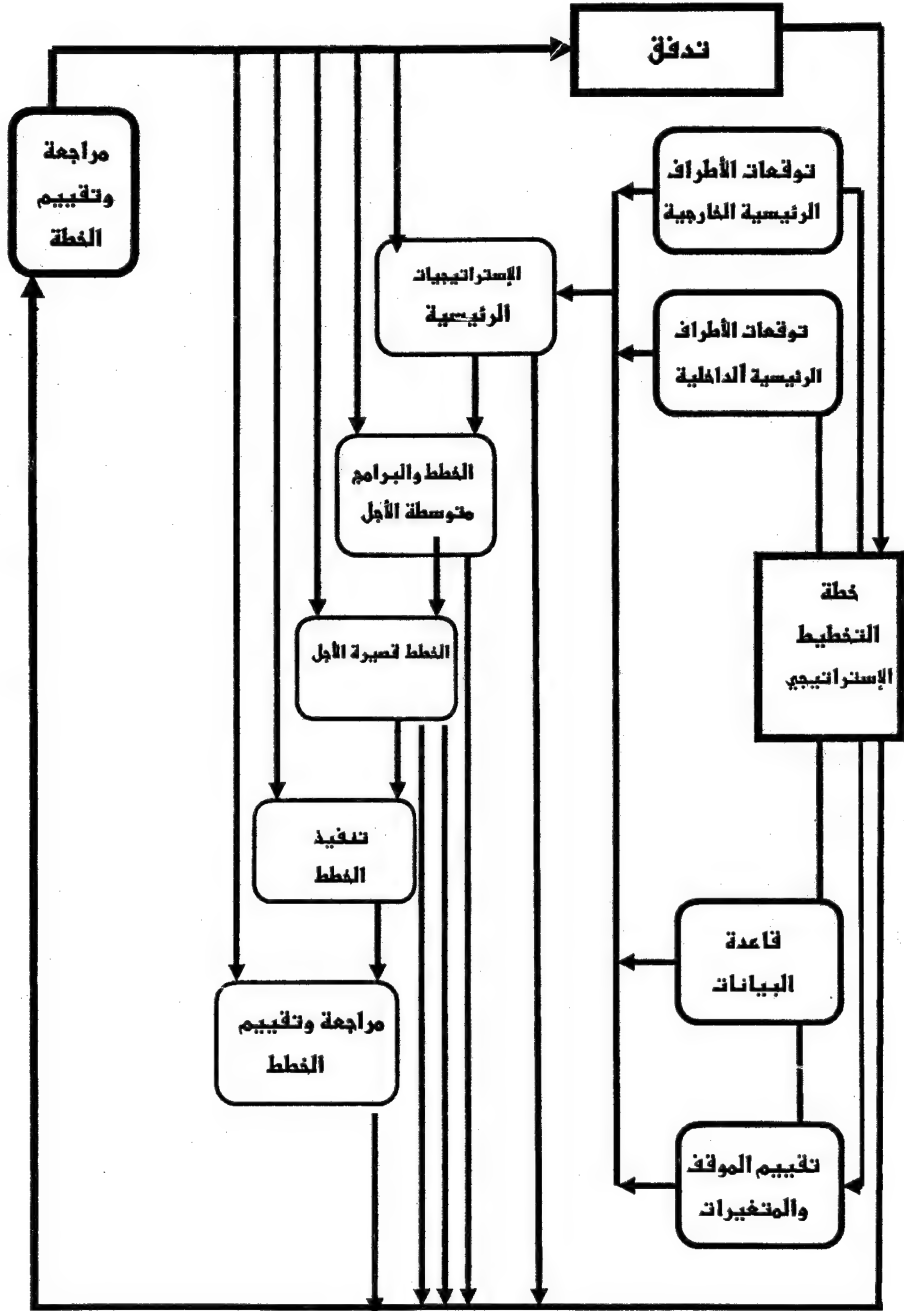 تدفق
مراجعة
وتقييم
الخطة
توقعات الأطراف
الرئيسية الخارجية
الإستراتيجيات
الرئيسية
توقعات الأطراف
الرئيسية ألداخلية
الخطط والبرامج
متوسطة الأجل
خطة
التخطيط
الإستراتيجي
الخطط قصيرة الأجل
تنفيذ
الخطط
قاعدة
البيانات
مراجعة وتقييم
الخطط
تقييم الموقف
والمتغيرات